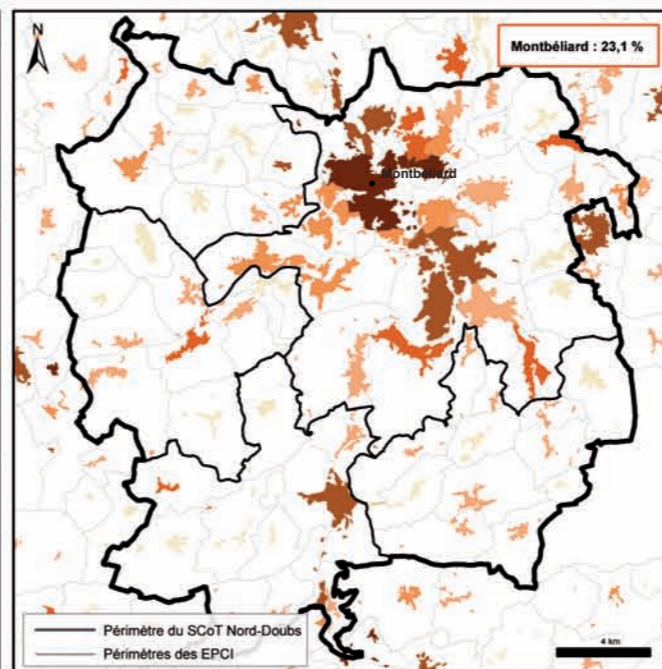 N
Montbéliard : 23,1 %
Montbéliard
Périmètre du SCoT Nord-Doubs
Périmètres des EPCI
4 km